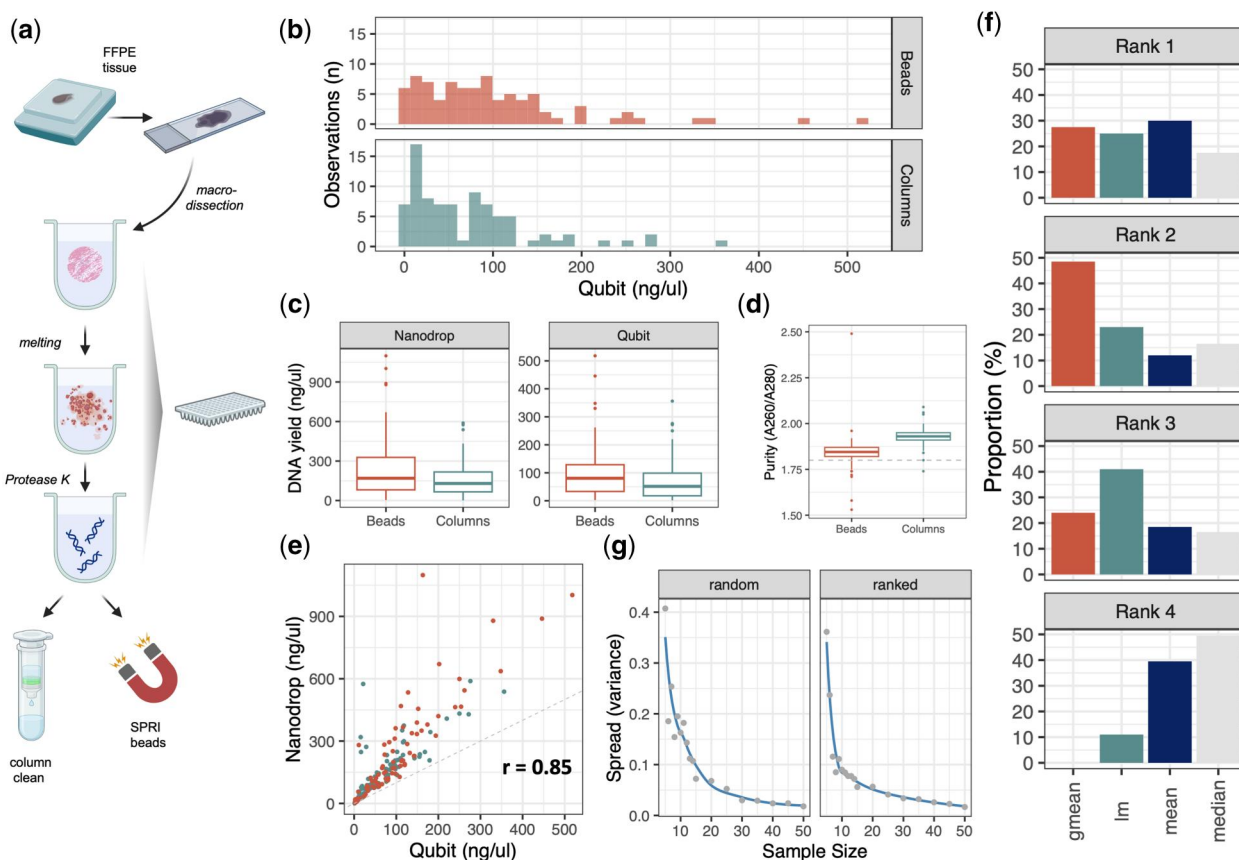 (a)
FFPE
tissue
macro-
dissection
melting
Protease K
column
clean
SPRI
beads
(b)
Observations (n)
15
10
5
0
Beads
15
10
5
0
Columns
0 100 200 300 400 500
Qubit (ng/ul)
(c)
DNA yield (ng/ul)
Nanodrop
900
600
300
0
Beads Columns
Qubit
500
400
300
200
100
0
Beads Columns
(d)
Purity (A260/A280)
2.50
2.25
2.00
1.75
1.50
Beads Columns
(e)
Nanodrop (ng/ul)
900
600
300
0
r = 0.85
0 100 200 300 400 500
Qubit (ng/ul)
(g)
Spread (variance)
random ranked
0.4
0.3
0.2
0.1
0.0
10 20 30 40 50 10 20 30 40 50
Sample Size
(f)
Proportion (%)
Rank 1
50
40
30
20
10
0
Rank 2
50
40
30
20
10
0
Rank 3
50
40
30
20
10
0
Rank 4
50
40
30
20
10
0
gmean
lm
mean
median